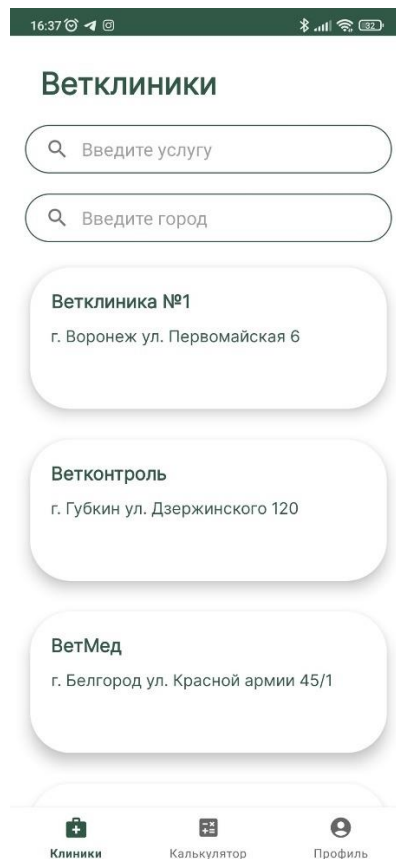 16:37
32
Ветклиники
Введите услугу
Введите город
Ветклиника №1
г. Воронеж ул. Первомайская 6
Ветконтроль
г. Губкин ул. Дзержинского 120
ВетМед
г. Белгород ул. Красной армии 45/1
Клиники
Калькулятор
Профиль